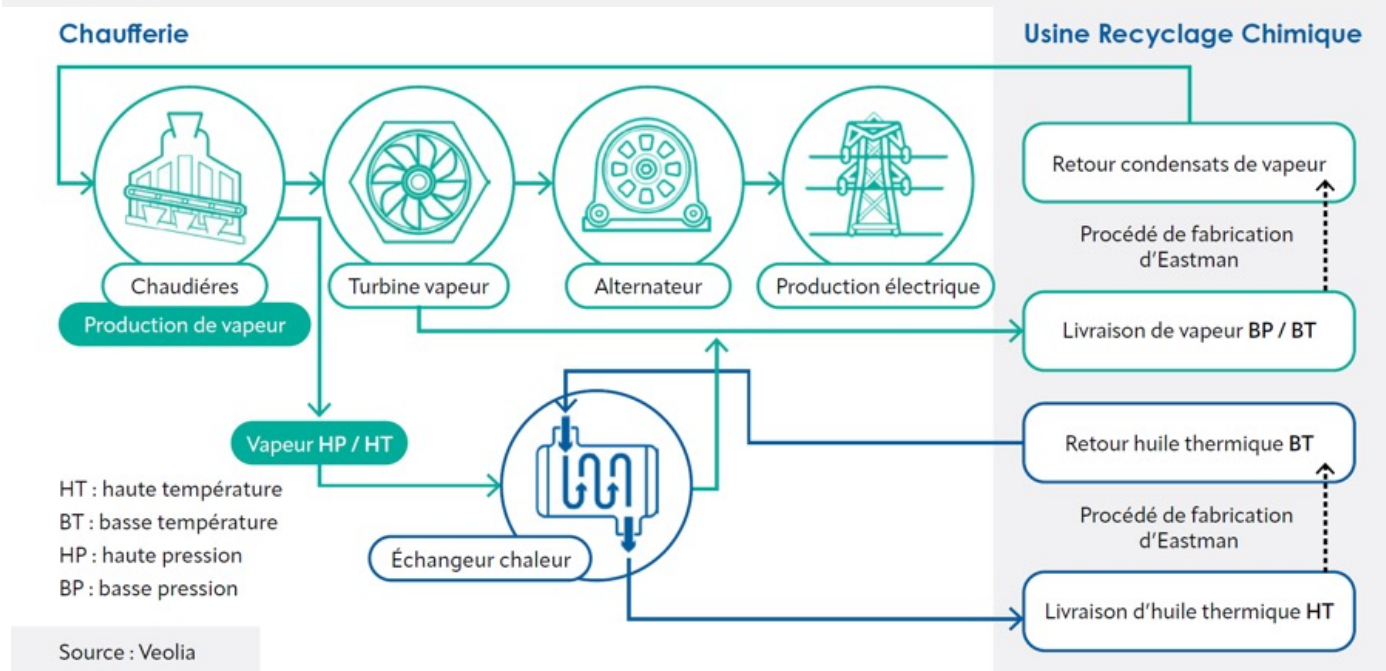 Chaufferie
Usine Recyclage Chimique
Chaudiéres
Production de vapeur
Turbine vapeur
Alternateur
Production électrique
Retour condensats de vapeur
Procédé de fabrication
d'Eastman
Livraison de vapeur BP / BT
Vapeur HP / HT
Échangeur chaleur
Retour huile thermique BT
Procédé de fabrication
d'Eastman
Livraison d'huile thermique HT
HT : haute température
BT : basse température
HP : haute pression
BP : basse pression
Source : Veolia